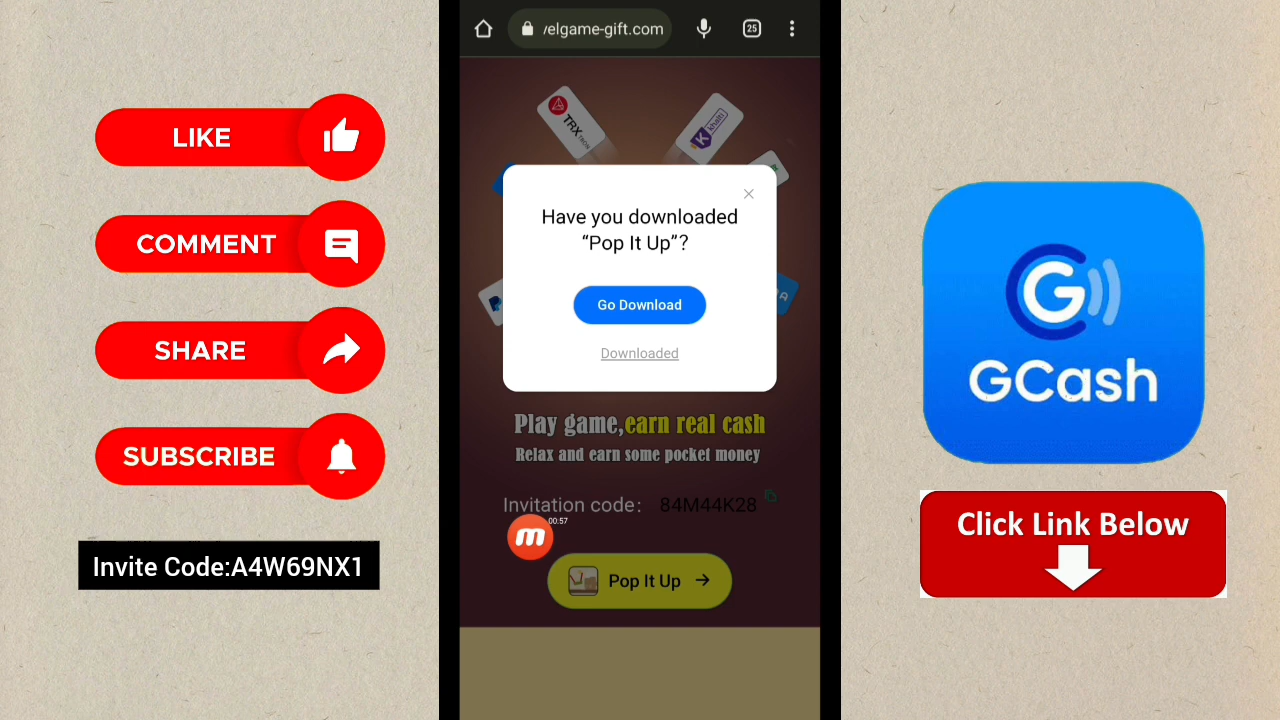 LIKE
COMMENT
SHARE
SUBSCRIBE
Invite Code:A4W69NX1
velgame-gift.com
25
TRX
khalti
Have you downloaded
“Pop It Up”?
Go Download
Downloaded
Play game,earn real cash
Relax and earn some pocket money
Invitation code: 84M44K28
00:57
Pop It Up
GCash
Click Link Below